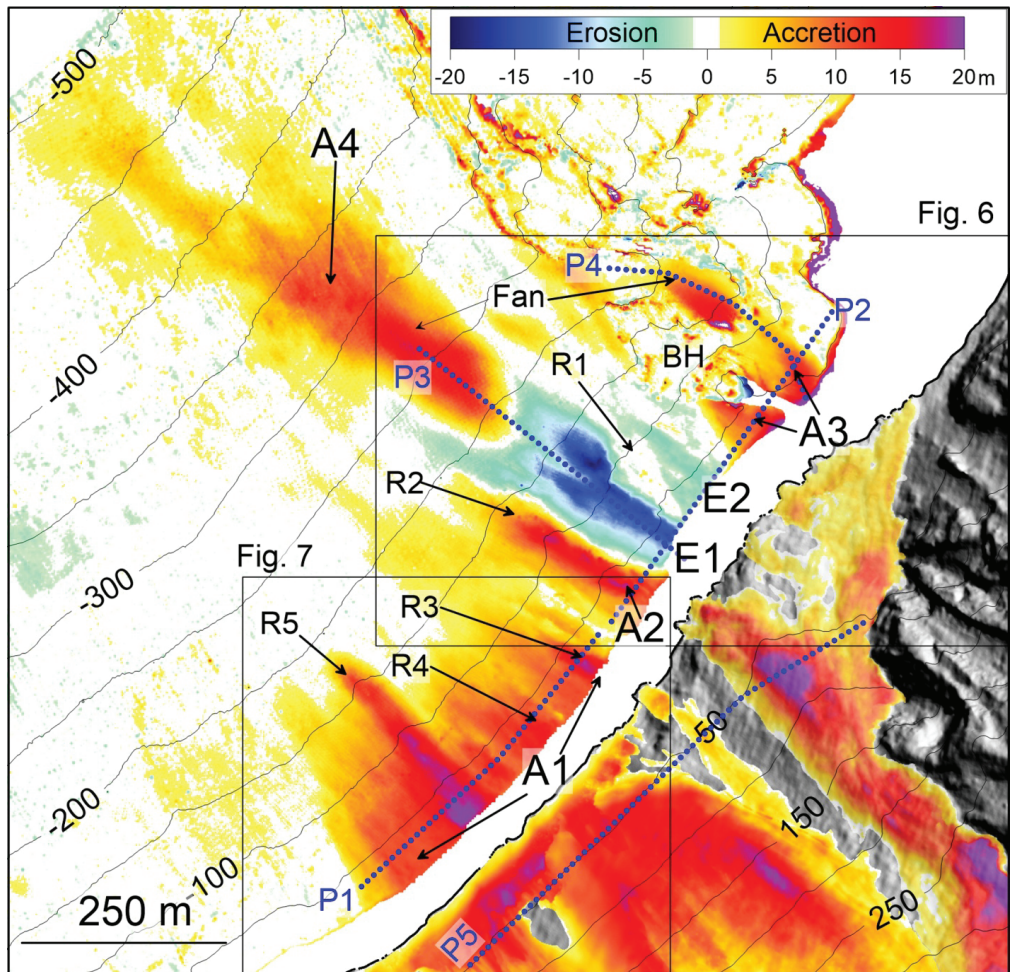 Erosion Accretion
-20 -15 -10 -5 0 5 10 15 20 m
-500
A4
Fig. 6
P4
Fan
P2
BH
R1
P3
-400
A3
R2
E2
E1
Fig. 7
-300
R3
A2
R5
R4
50
A1
-200
150
-100
P1
250
250 m
P5